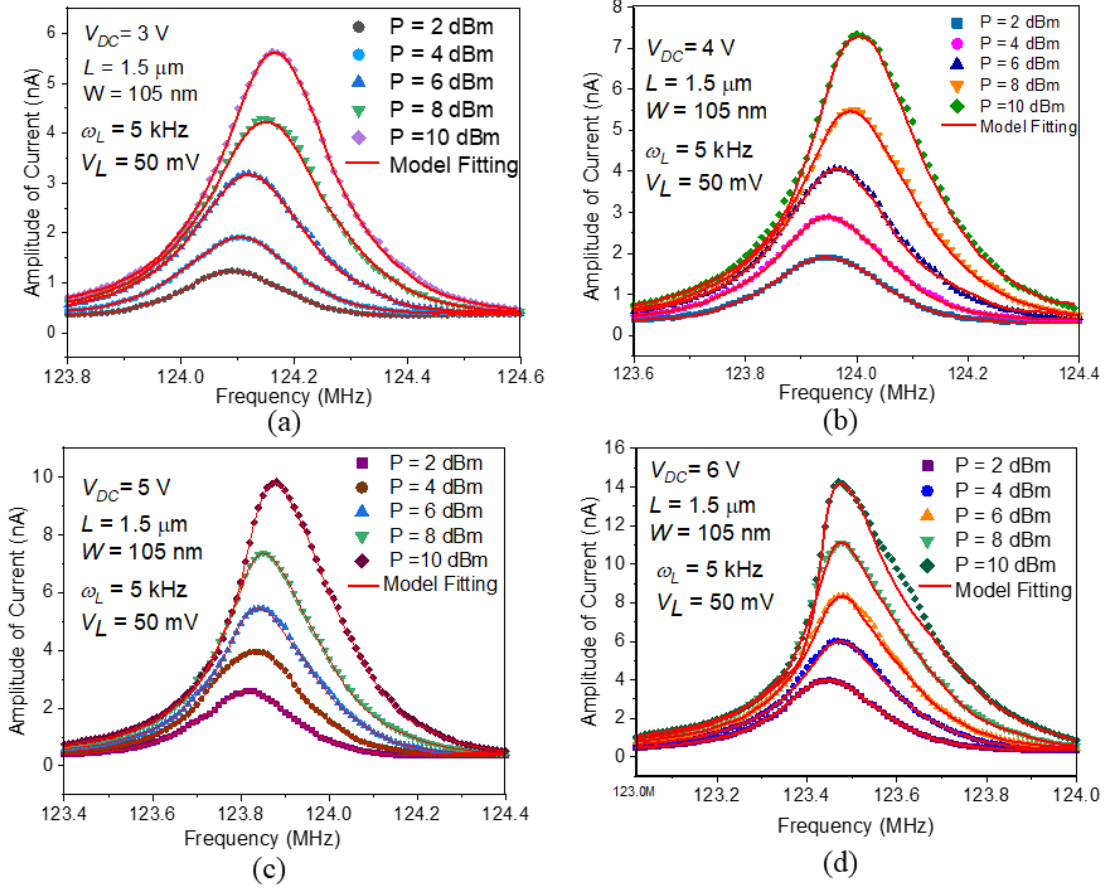 V_DC = 3 V
L = 1.5 μm
W = 105 nm
ω_L = 5 kHz
V_L = 50 mV
P = 2 dBm
P = 4 dBm
P = 6 dBm
P = 8 dBm
P =10 dBm
Model Fitting
Amplitude of Current (nA)
6
5
4
3
2
1
0
123.8 124.0 124.2 124.4 124.6
Frequency (MHz)
(a)
V_DC = 4 V
L = 1.5 μm
W = 105 nm
ω_L = 5 kHz
V_L = 50 mV
P = 2 dBm
P = 4 dBm
P = 6 dBm
P = 8 dBm
P =10 dBm
Model Fitting
Amplitude of Current (nA)
8
7
6
5
4
3
2
1
0
123.6 123.8 124.0 124.2 124.4
Frequency (MHz)
(b)
V_DC = 5 V
L = 1.5 μm
W = 105 nm
ω_L = 5 kHz
V_L = 50 mV
P = 2 dBm
P = 4 dBm
P = 6 dBm
P = 8 dBm
P =10 dBm
Model Fitting
Amplitude of Current (nA)
10
8
6
4
2
0
123.4 123.6 123.8 124.0 124.2 124.4
Frequency (MHz)
(c)
V_DC = 6 V
L = 1.5 μm
W = 105 nm
ω_L = 5 kHz
V_L = 50 mV
P = 2 dBm
P = 4 dBm
P = 6 dBm
P = 8 dBm
P =10 dBm
Model Fitting
Amplitude of Current (nA)
16
14
12
10
8
6
4
2
0
123.0M 123.2 123.4 123.6 123.8 124.0
Frequency (MHz)
(d)